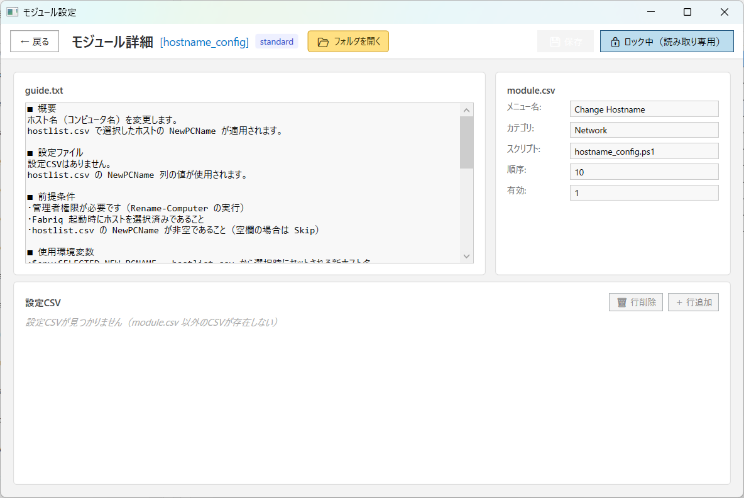 モジュール設定
← 戻る
モジュール詳細 [hostname_config] standard
フォルダを開く
保存
ロック中（読み取り専用）
guide.txt
■ 概要
ホスト名（コンピュータ名）を変更します。
hostlist.csv で選択したホストの NewPCName が適用されます。
■ 設定ファイル
設定CSVはありません。
hostlist.csv の NewPCName 列の値が使用されます。
■ 前提条件
・管理者権限が必要です（Rename-Computer の実行）
・Fabriq 起動時にホストを選択済みであること
・hostlist.csv の NewPCName が非空であること（空欄の場合は Skip）
■ 使用環境変数
module.csv
メニュー名: Change Hostname
カテゴリ: Network
スクリプト: hostname_config.ps1
順序: 10
有効: 1
設定CSV
行削除
+ 行追加
設定CSVが見つかりません（module.csv 以外のCSVが存在しない）